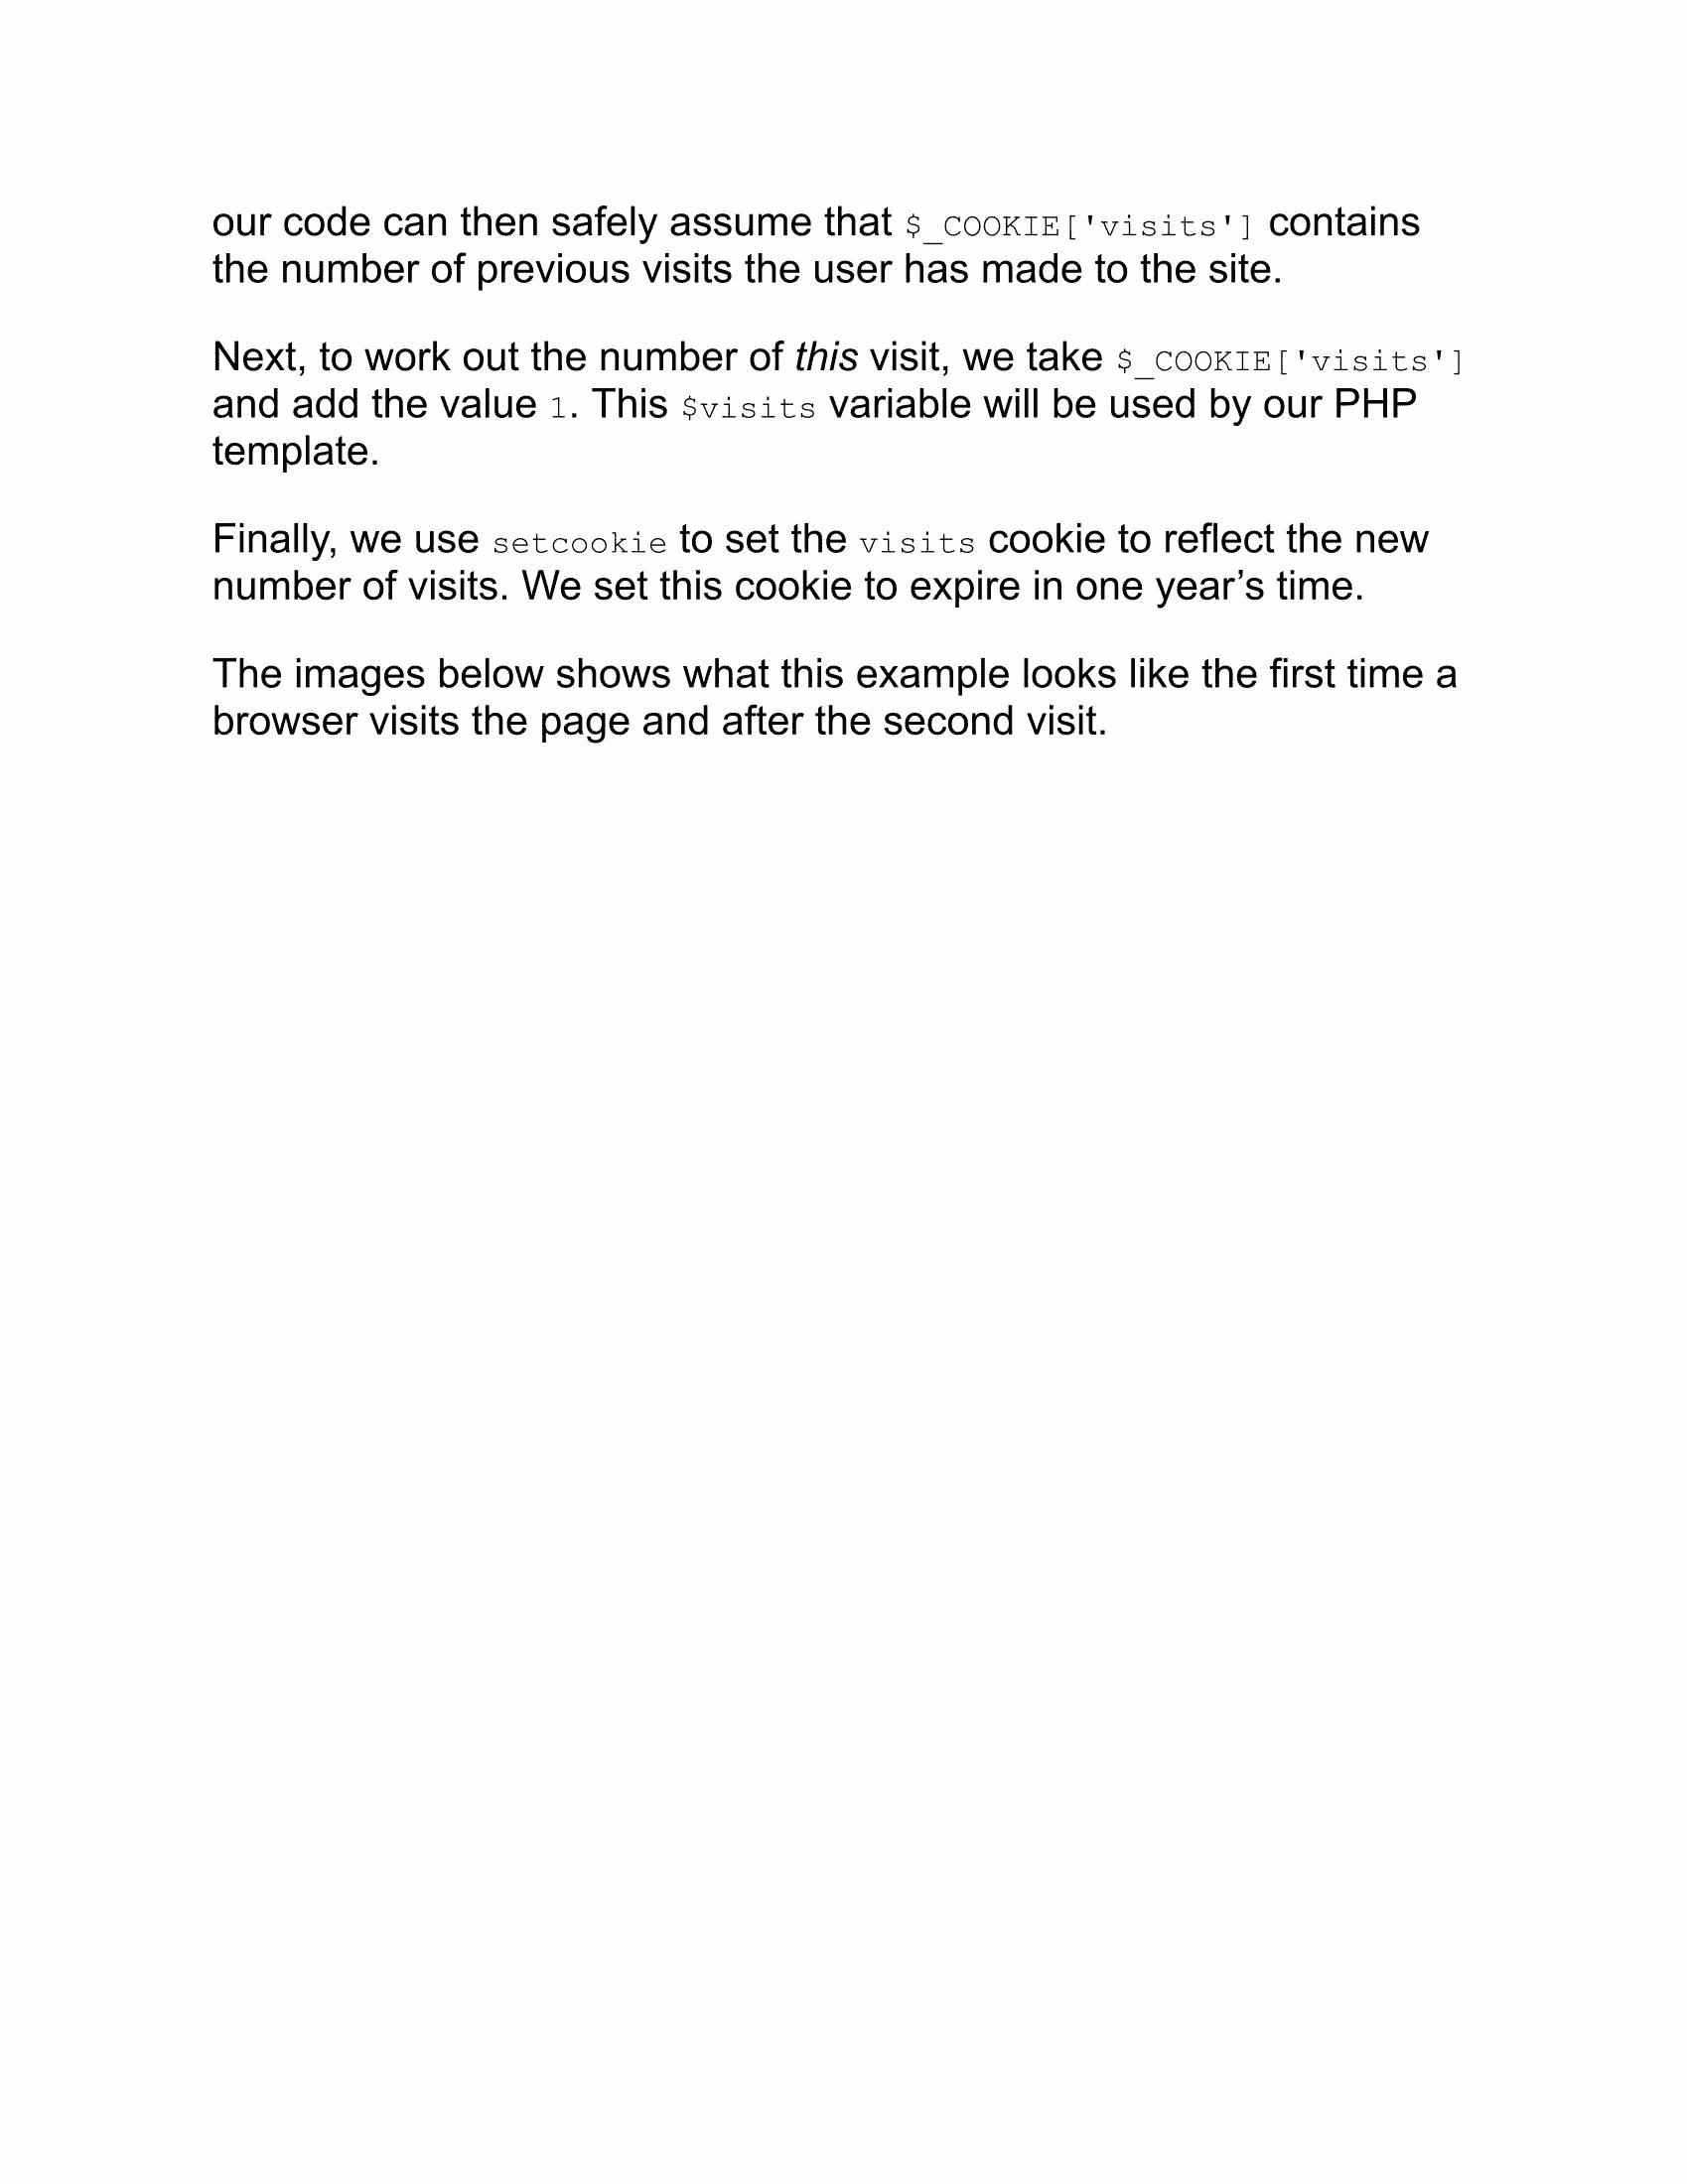 our code can then safely assume that $_COOKIE['visits'] contains
the number of previous visits the user has made to the site.
Next, to work out the number of this visit, we take $_COOKIE['visits']
and add the value 1. This $visits variable will be used by our PHP
template.
Finally, we use setcookie to set the visits cookie to reflect the new
number of visits. We set this cookie to expire in one year’s time.
The images below shows what this example looks like the first time a
browser visits the page and after the second visit.